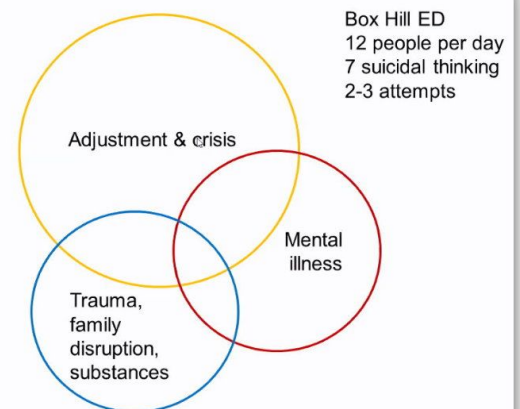 Box Hill ED
12 people per day
7 suicidal thinking
2-3 attempts
Adjustment & crisis
Mental
illness
Trauma,
family
disruption,
substances